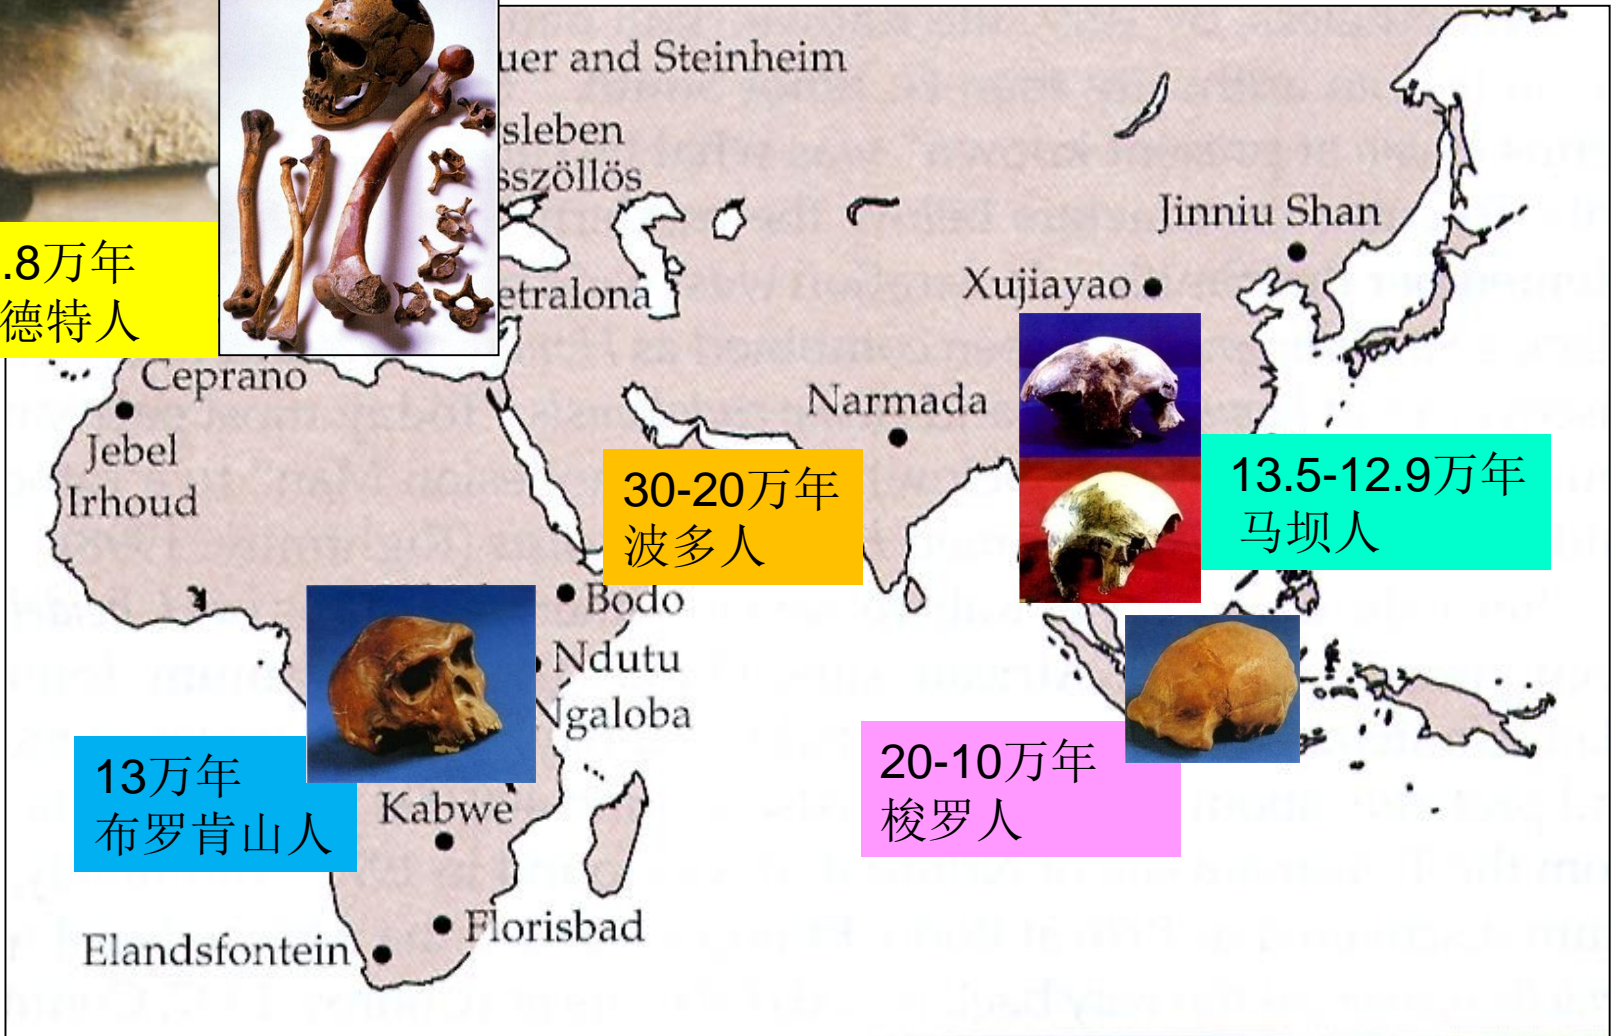 uer and Steinheim
sleben
sszöllös
Jinniu Shan
.8万年
德特人
etralona
Xujiayao
Ceprano
Narmada
Jebel
Irhoud
30-20万年
波多人
13.5-12.9万年
马坝人
Bodo
Ndutu
Ngaloba
13万年
布罗肯山人
20-10万年
梭罗人
Kabwe
Florisbad
Elandsfontein